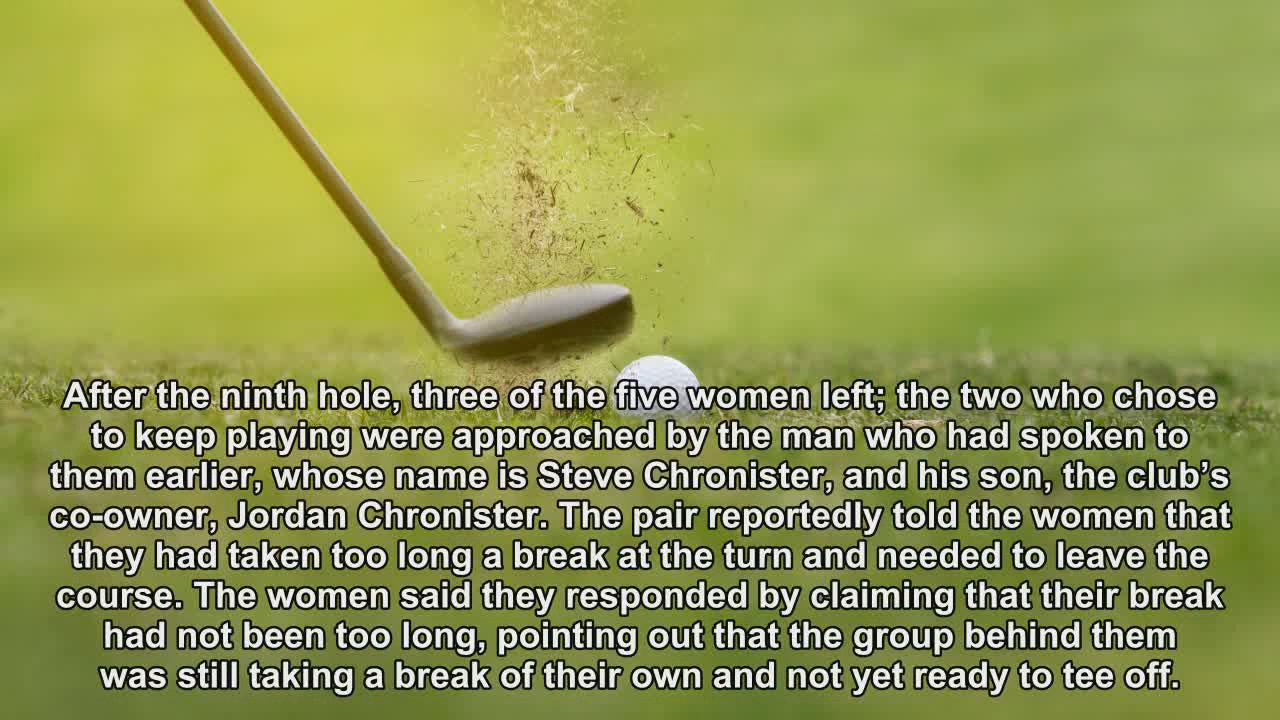 After the ninth hole, three of the five women left; the two who chose
to keep playing were approached by the man who had spoken to
them earlier, whose name is Steve Chronister, and his son, the club’s
co-owner, Jordan Chronister. The pair reportedly told the women that
they had taken too long a break at the turn and needed to leave the
course. The women said they responded by claiming that their break
had not been too long, pointing out that the group behind them
was still taking a break of their own and not yet ready to tee off.